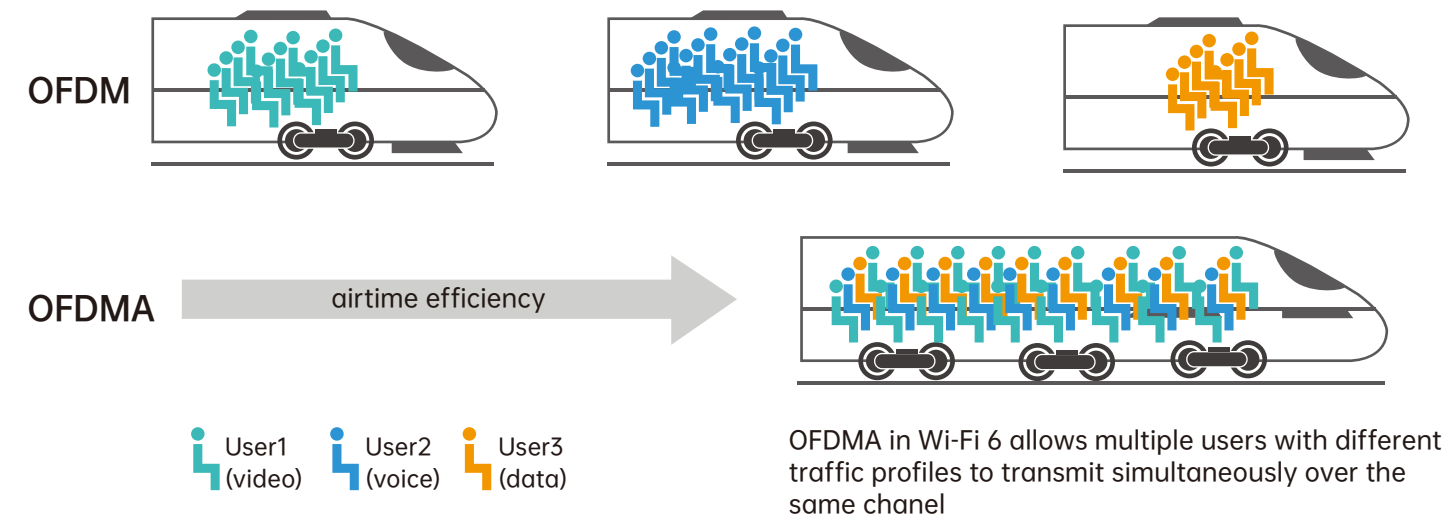 OFDM
OFDMA
airtime efficiency
User1
(video)
User2
(voice)
User3
(data)
OFDMA in Wi-Fi 6 allows multiple users with different
traffic profiles to transmit simultaneously over the
same chanel